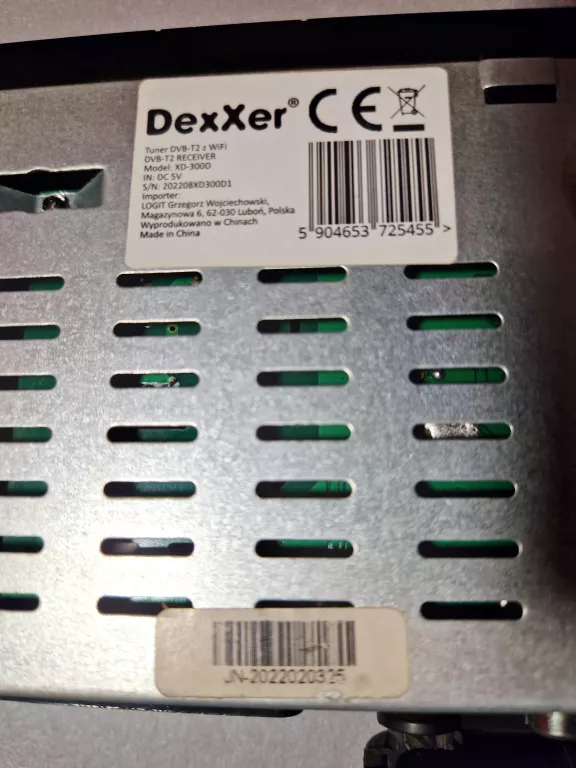 DexXer® CE
Tuner DVB-T2 z WiFi
DVB-T2 RECEIVER
Model: XD-300D
IN: DC 5V
S/N: 202208XD300D1
Importer:
LOGIT Grzegorz Wojciechowski,
Magazynowa 6, 62-030 Luboń, Polska
Wyprodukowano w Chinach
Made in China
5 904653 725455 >
JN-2022020325